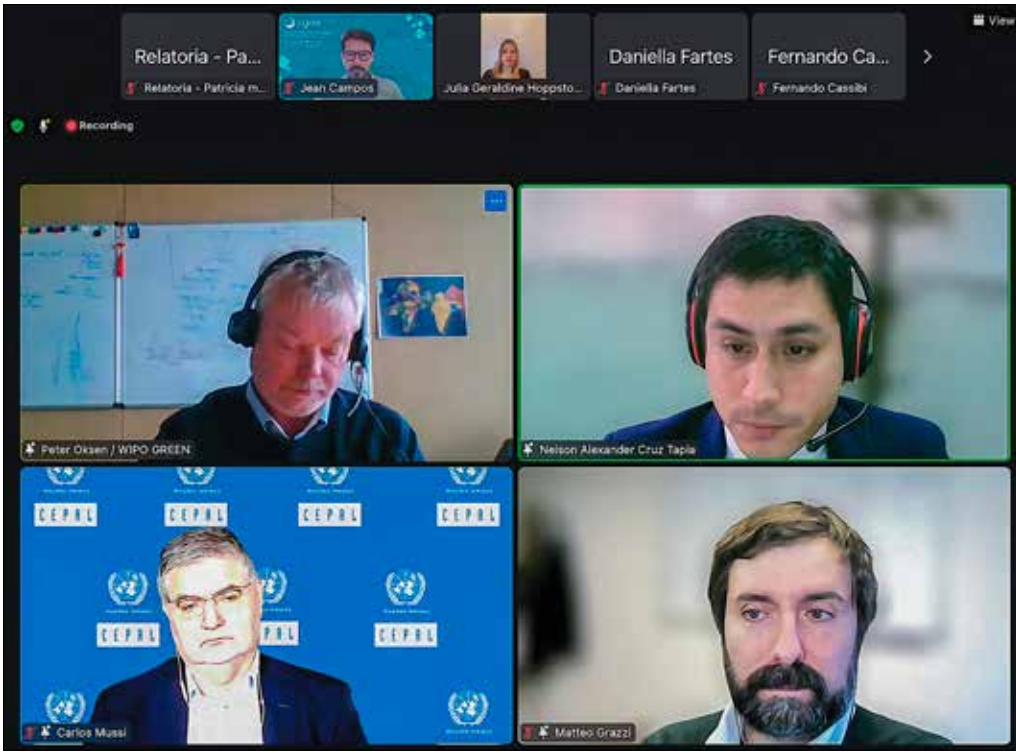 View
Relatoria - Pa...
Daniella Fartes
Fernando Ca...
Relatoria - Patricia m...
Jean Campos
Julia Geraldine Hoppsto...
Daniella Fartes
Fernando Cassibi
Recording
Peter Oksen / WIPO GREEN
Nelson Alexander Cruz Tapia
CEPAL
CEPAL
CEPAL
CEPAL
CEPAL
CEPAL
Carlos Mussi
Matteo Grazzi